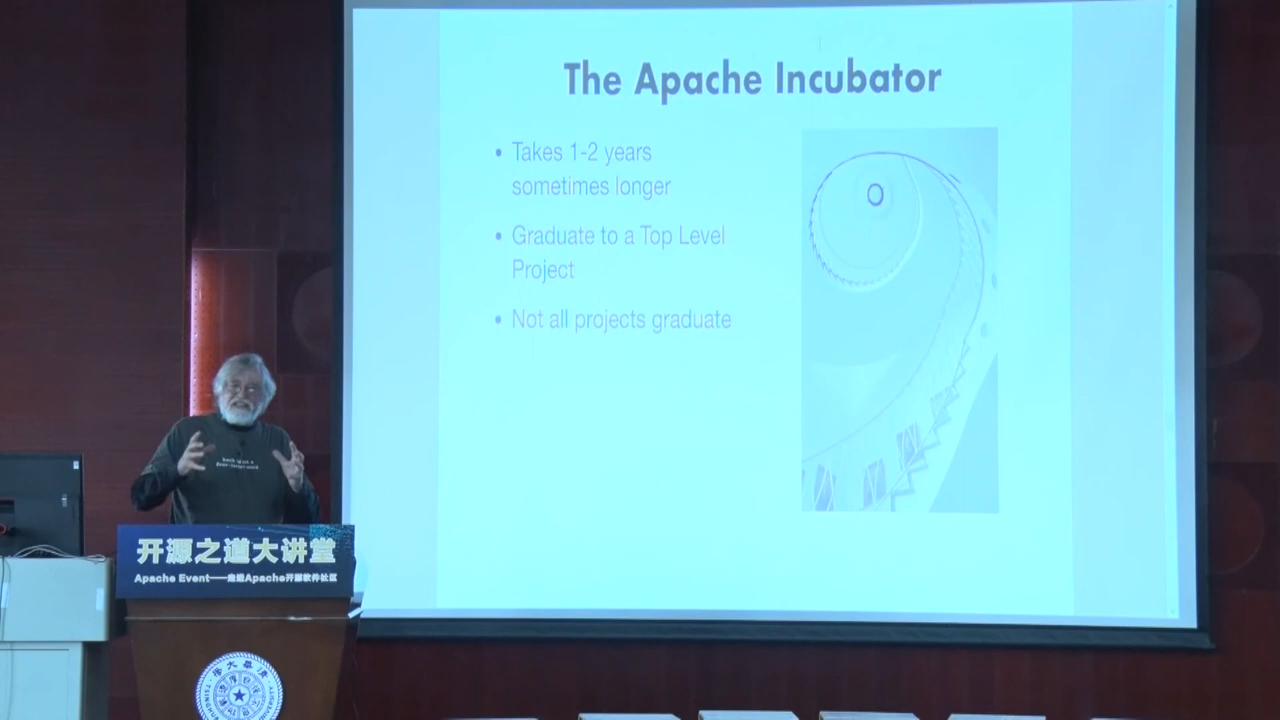 The Apache Incubator
• Takes 1-2 years
sometimes longer
• Graduate to a Top Level
Project
• Not all projects graduate
开源之道大讲堂
Apache Event——走进Apache开源软件社区